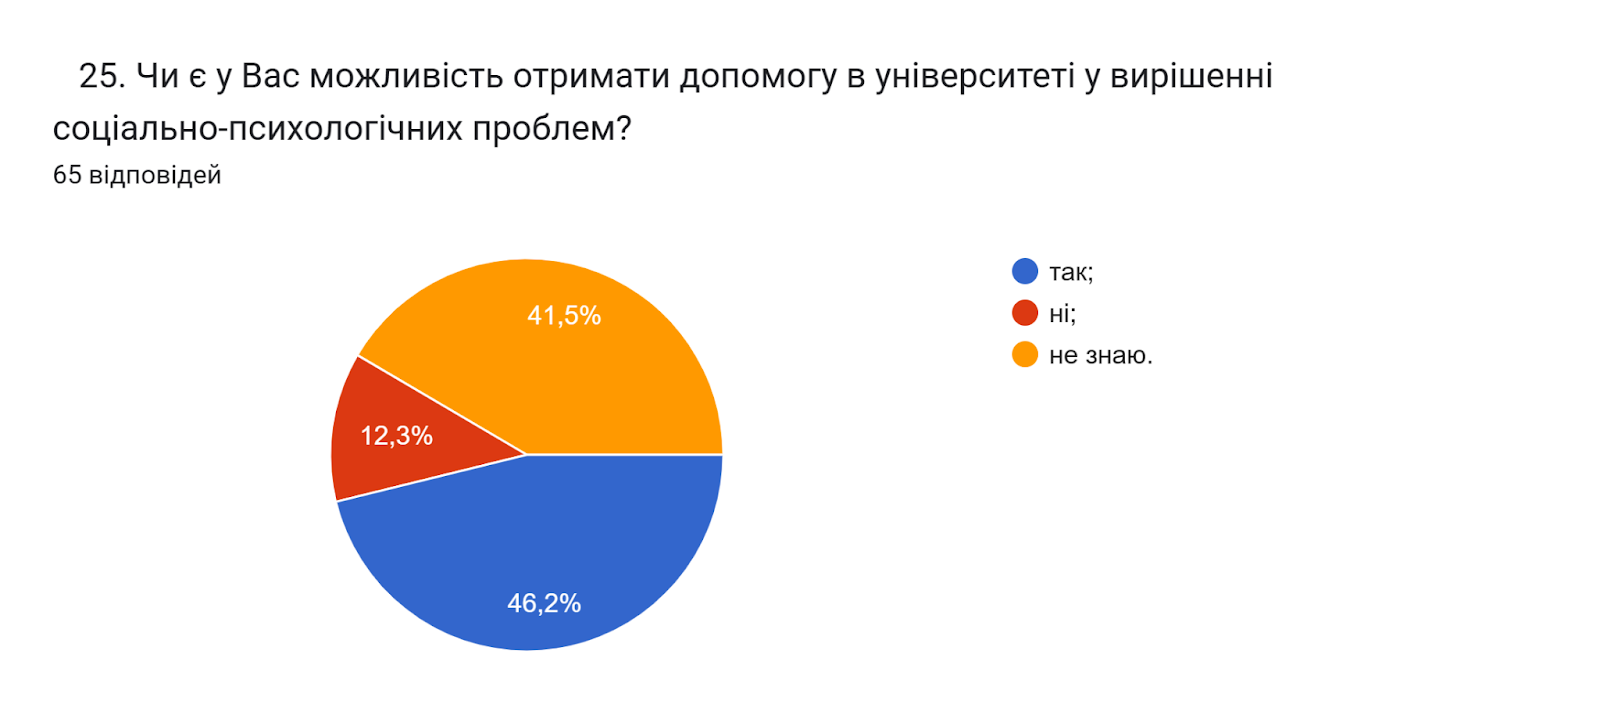 25. Чи є у Вас можливість отримати допомогу в університеті у вирішенні
соціально-психологічних проблем?
65 відповідей
так;
ні;
не знаю.
41,5%
12,3%
46,2%